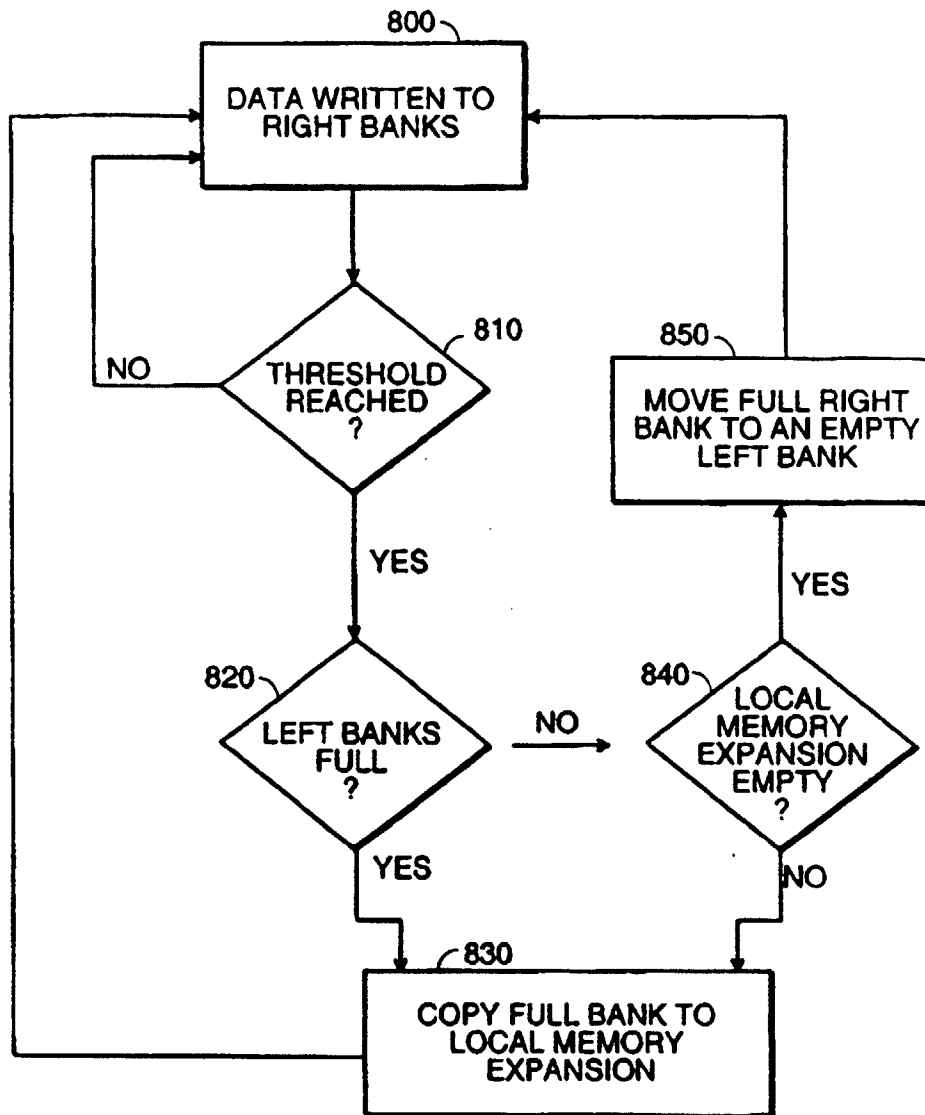 800
DATA WRITTEN TO
RIGHT BANKS
810
THRESHOLD
REACHED
?
NO
YES
850
MOVE FULL RIGHT
BANK TO AN EMPTY
LEFT BANK
YES
820
LEFT BANKS
FULL
?
NO
840
LOCAL
MEMORY
EXPANSION
EMPTY
?
YES
NO
830
COPY FULL BANK TO
LOCAL MEMORY
EXPANSION